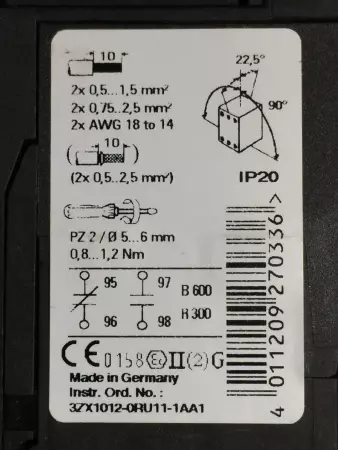 10
22,5°
2x 0,5...1,5 mm²
2x 0,75..2,5 mm²
2x AWG 18 to 14
90°
( 10 )
(2x 0,5..2,5 mm²)
IP20
PZ 2 / Ø 5...6 mm
0,8...1,2 Nm
95 97 B 600
96 98 R 300
CE 0158 Ex II (2) G
Made in Germany
Instr. Ord. No. :
3ZX1012-0RU11-1AA1
4 011209 270336 >